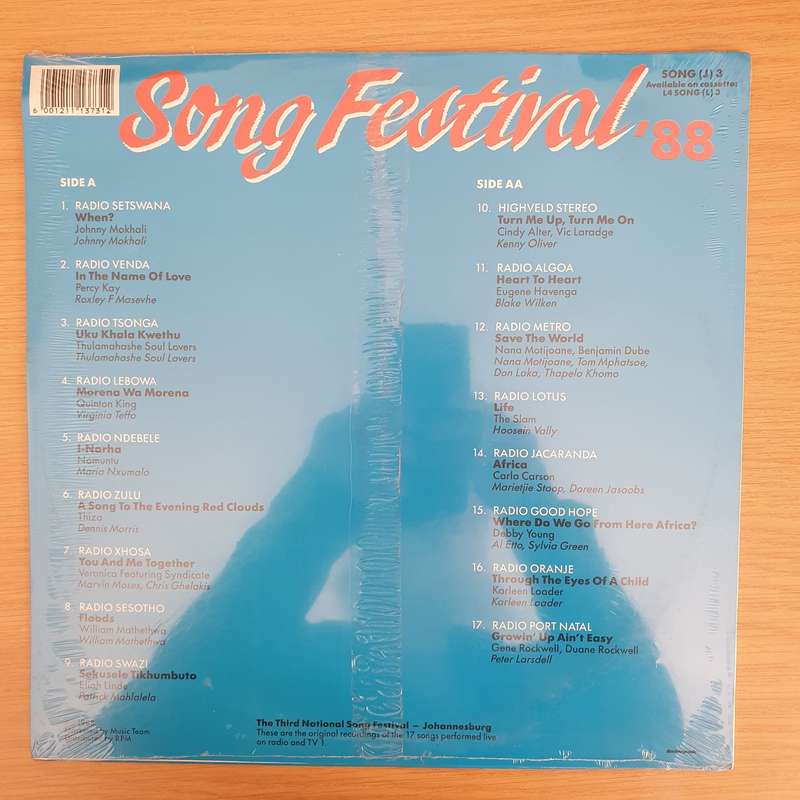 6 001211 137312
Song Festival '88
SONG (L) 3
Available on cassette:
L4 SONG (L) 3
SIDE A
1. RADIO SETSWANA
When?
Johnny Mokhali
Johnny Mokhali
2. RADIO VENDA
In The Name Of Love
Percy Kay
Roxley F Masevhe
3. RADIO TSONGA
Uku Khala Kwethu
Thulamahashe Soul Lovers
Thulamahashe Soul Lovers
4. RADIO LEBOWA
Morena Wa Morena
Quinton King
Virginia Teffo
5. RADIO NDEBELE
I-Narha
Nomuntu
Maria Nxumalo
6. RADIO ZULU
A Song To The Evening Red Clouds
Thiza
Dennis Morris
7. RADIO XHOSA
You And Me Together
Veronica Featuring Syndicate
Marvin Moses, Chris Ghelakis
8. RADIO SESOTHO
Floods
William Mathethwa
William Mathethwa
9. RADIO SWAZI
Sekusele Tikhumbuto
Elijah Linde
Patrick Mahlalela
SIDE AA
10. HIGHVELD STEREO
Turn Me Up, Turn Me On
Cindy Alter, Vic Laradge
Kenny Oliver
11. RADIO ALGOA
Heart To Heart
Eugene Havenga
Blake Wilken
12. RADIO METRO
Save The World
Nana Motijoane, Benjamin Dube
Nana Motijoane, Tom Mphatsoe,
Don Laka, Thapelo Khomo
13. RADIO LOTUS
Life
The Slam
Hoosein Vally
14. RADIO JACARANDA
Africa
Carla Carson
Marietjie Stoop, Doreen Jasoobs
15. RADIO GOOD HOPE
Where Do We Go From Here Africa?
Debby Young
Al Etto, Sylvia Green
16. RADIO ORANJE
Through The Eyes Of A Child
Karleen Loader
Karleen Loader
17. RADIO PORT NATAL
Growin' Up Ain't Easy
Gene Rockwell, Duane Rockwell
Peter Larsdell
1988
by Music Team
Distributed by RPM
The Third National Song Festival – Johannesburg
These are the original recordings of the 17 songs performed live
on radio and TV 1.